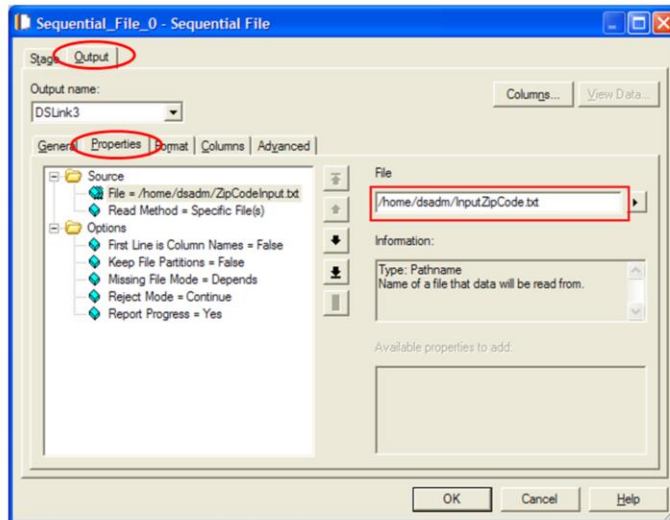 Sequential_File_0 - Sequential File
Stage Output
Output name:
DSLink3
Columns...
View Data...
General Properties Format Columns Advanced
Source
File = /home/dsadm/ZipCodeInput.txt
Read Method = Specific File(s)
Options
First Line is Column Names = False
Keep File Partitions = False
Missing File Mode = Depends
Reject Mode = Continue
Report Progress = Yes
File
/home/dsadm/InputZipCode.txt
Information:
Type: Pathname
Name of a file that data will be read from.
Available properties to add:
OK
Cancel
Help